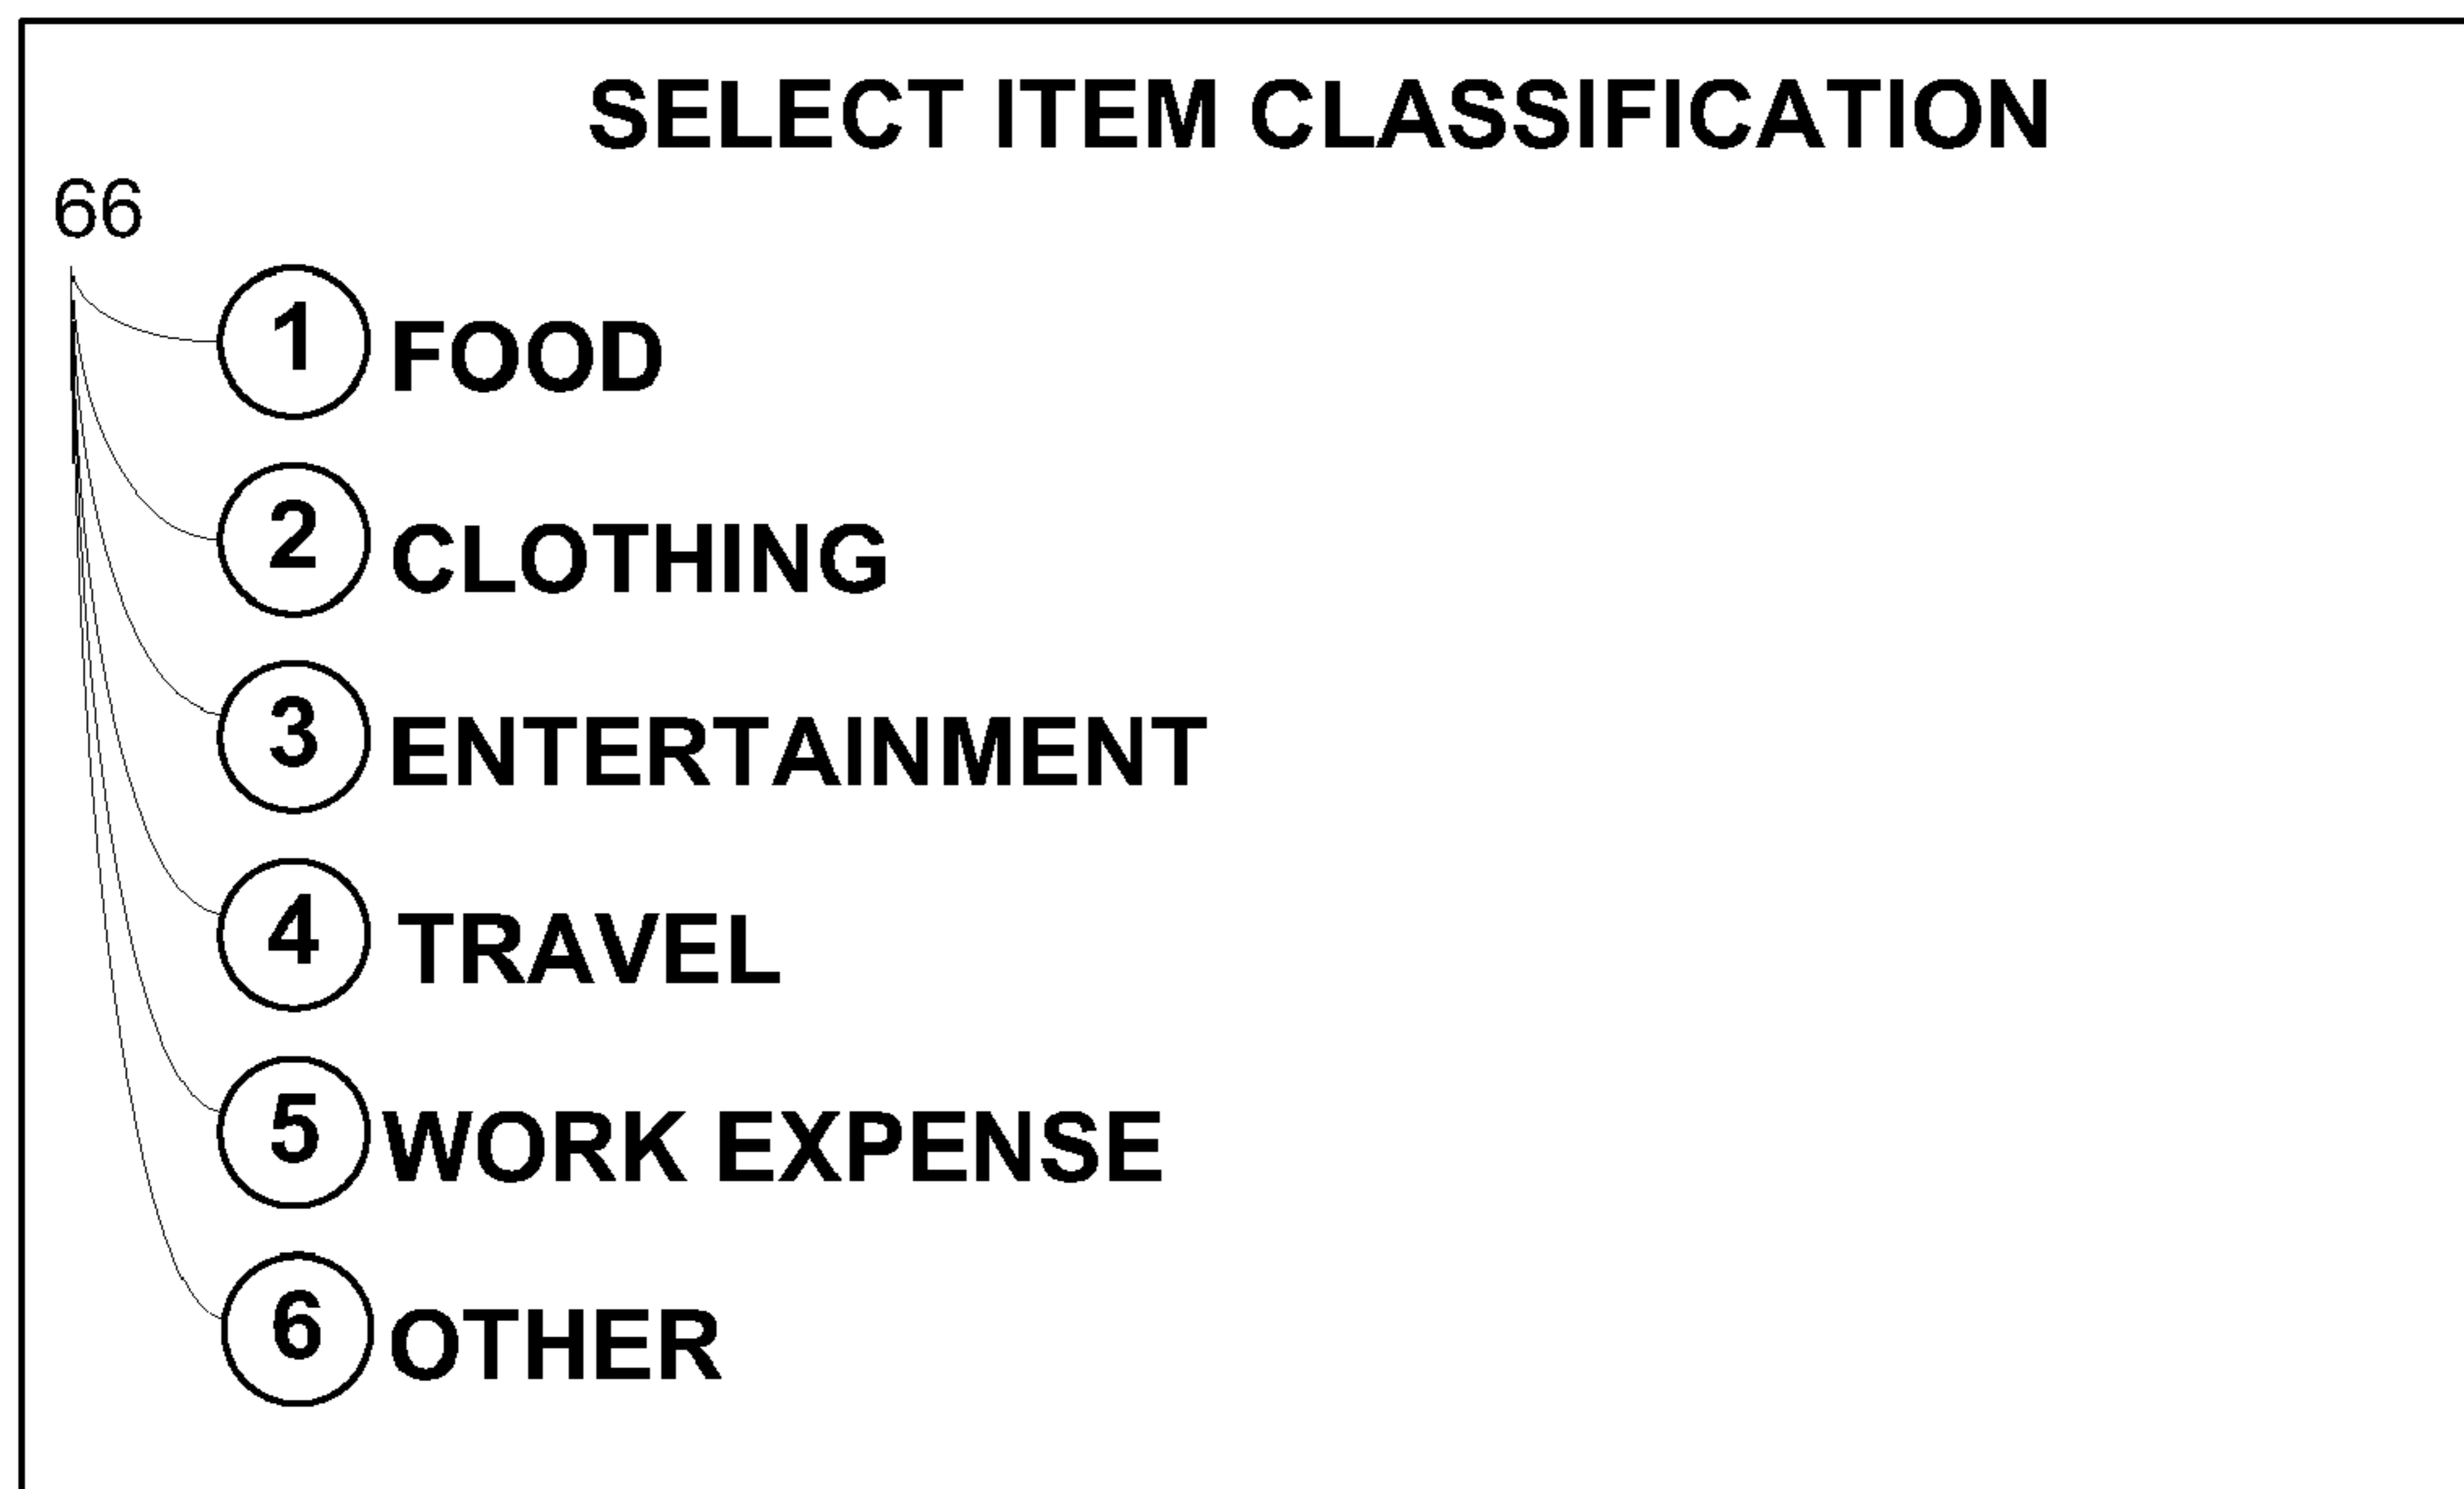 SELECT ITEM CLASSIFICATION
66
1 FOOD
2 CLOTHING
3 ENTERTAINMENT
4 TRAVEL
5 WORK EXPENSE
6 OTHER